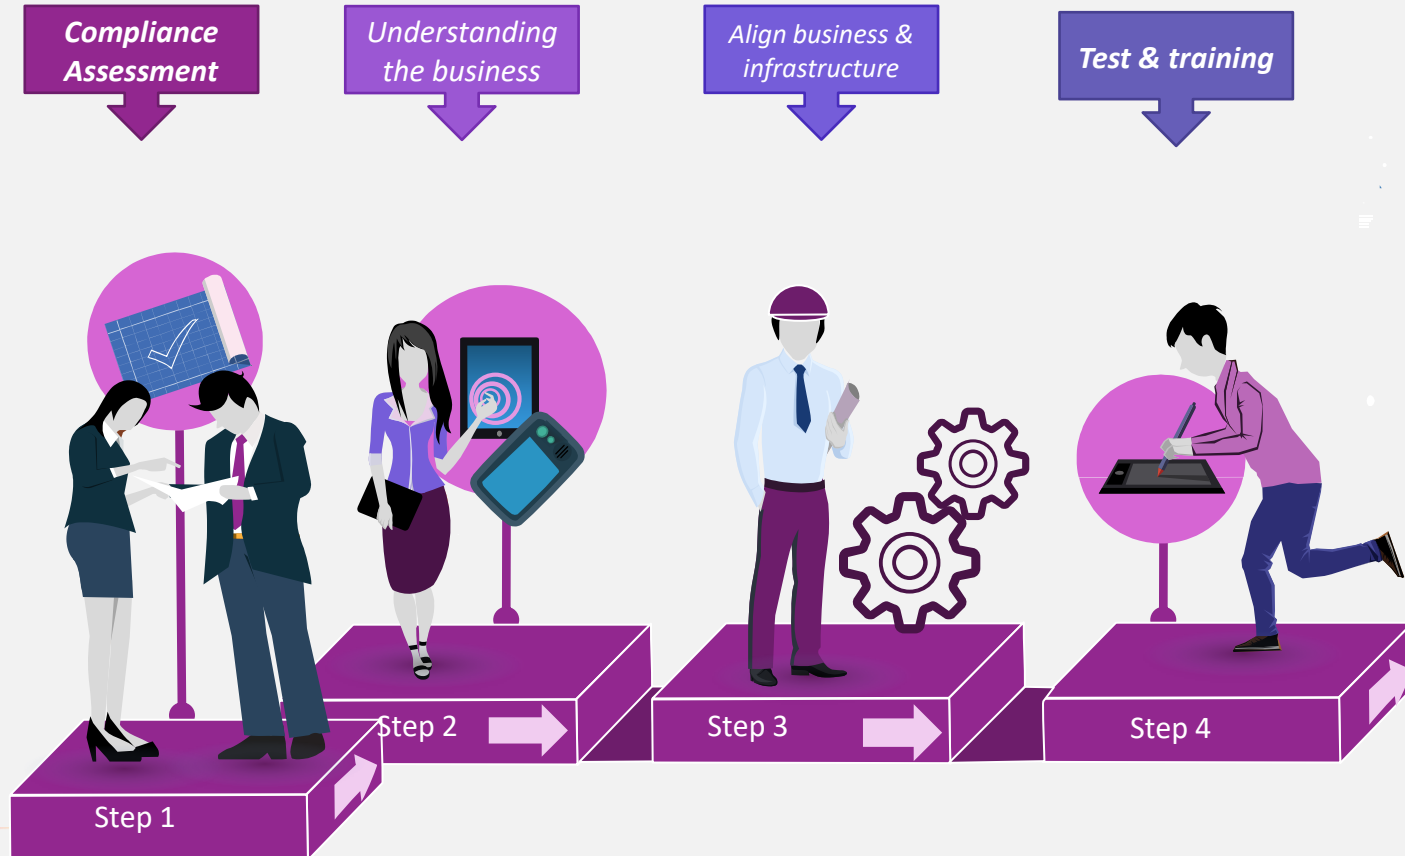 Compliance
Assessment
Understanding
the business
Align business &
infrastructure
Test & training
Step 1
Step 2
Step 3
Step 4